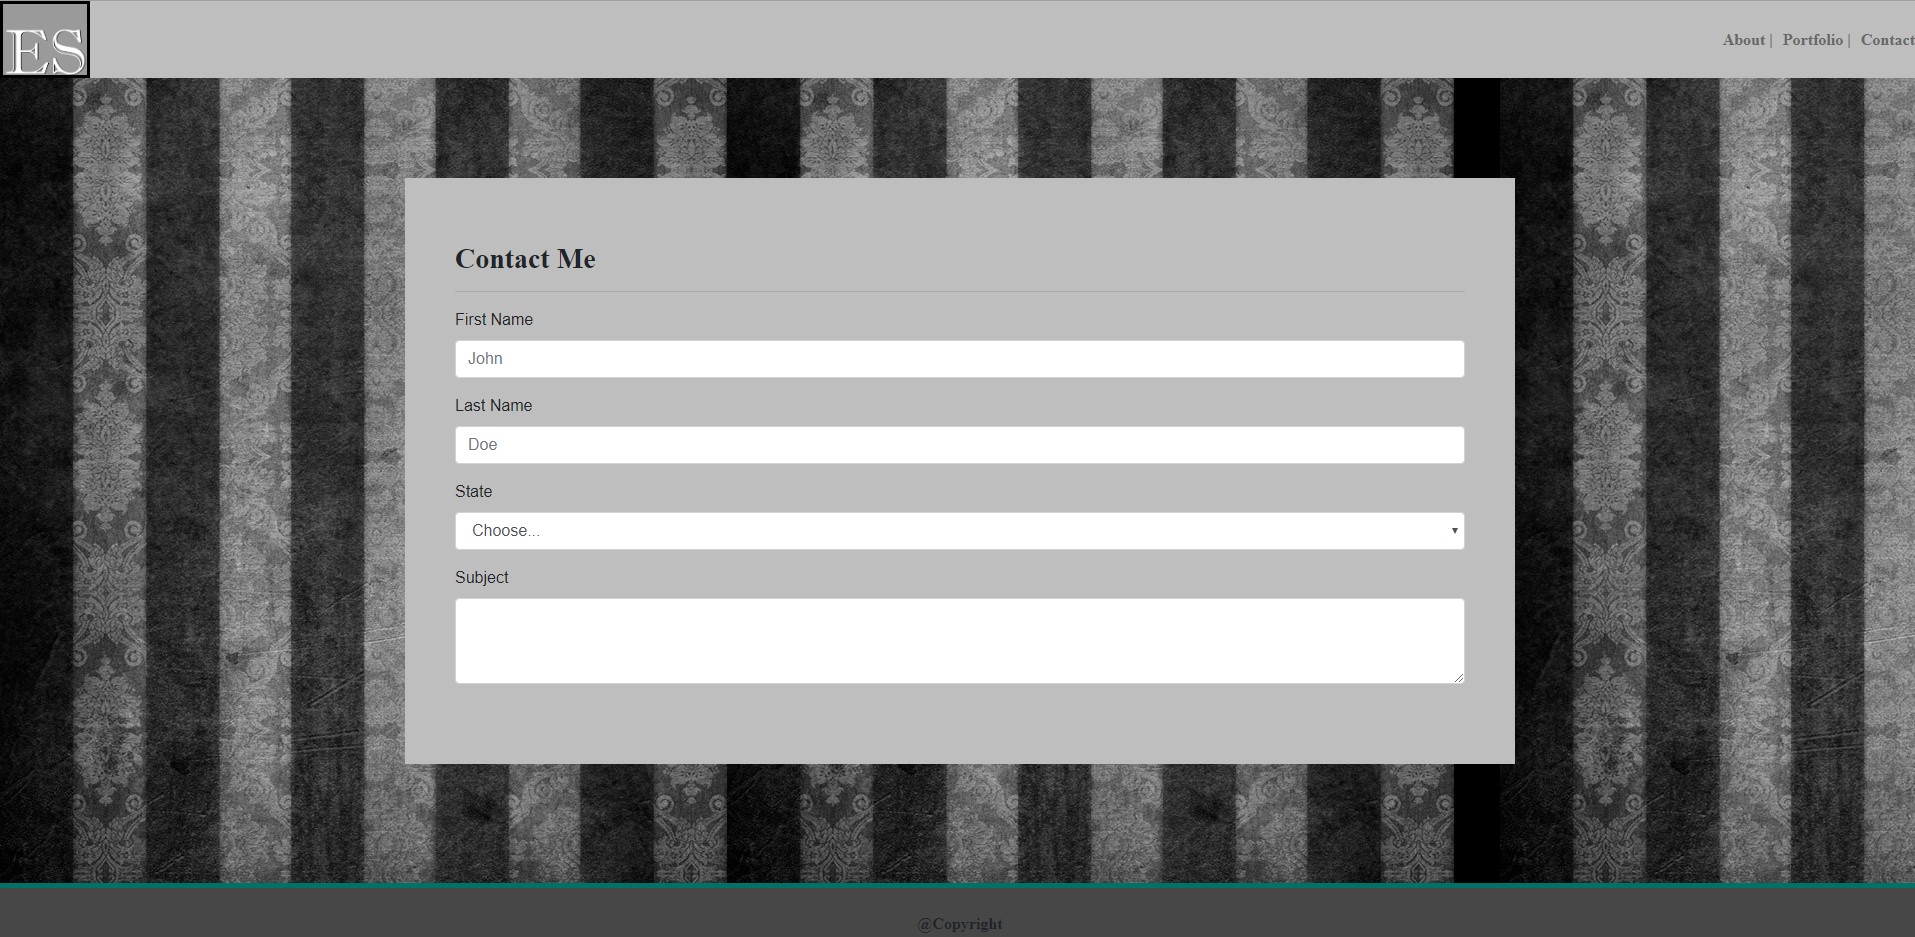 ES
About | Portfolio | Contact
Contact Me
First Name
John
Last Name
Doe
State
Choose...
Subject
@Copyright